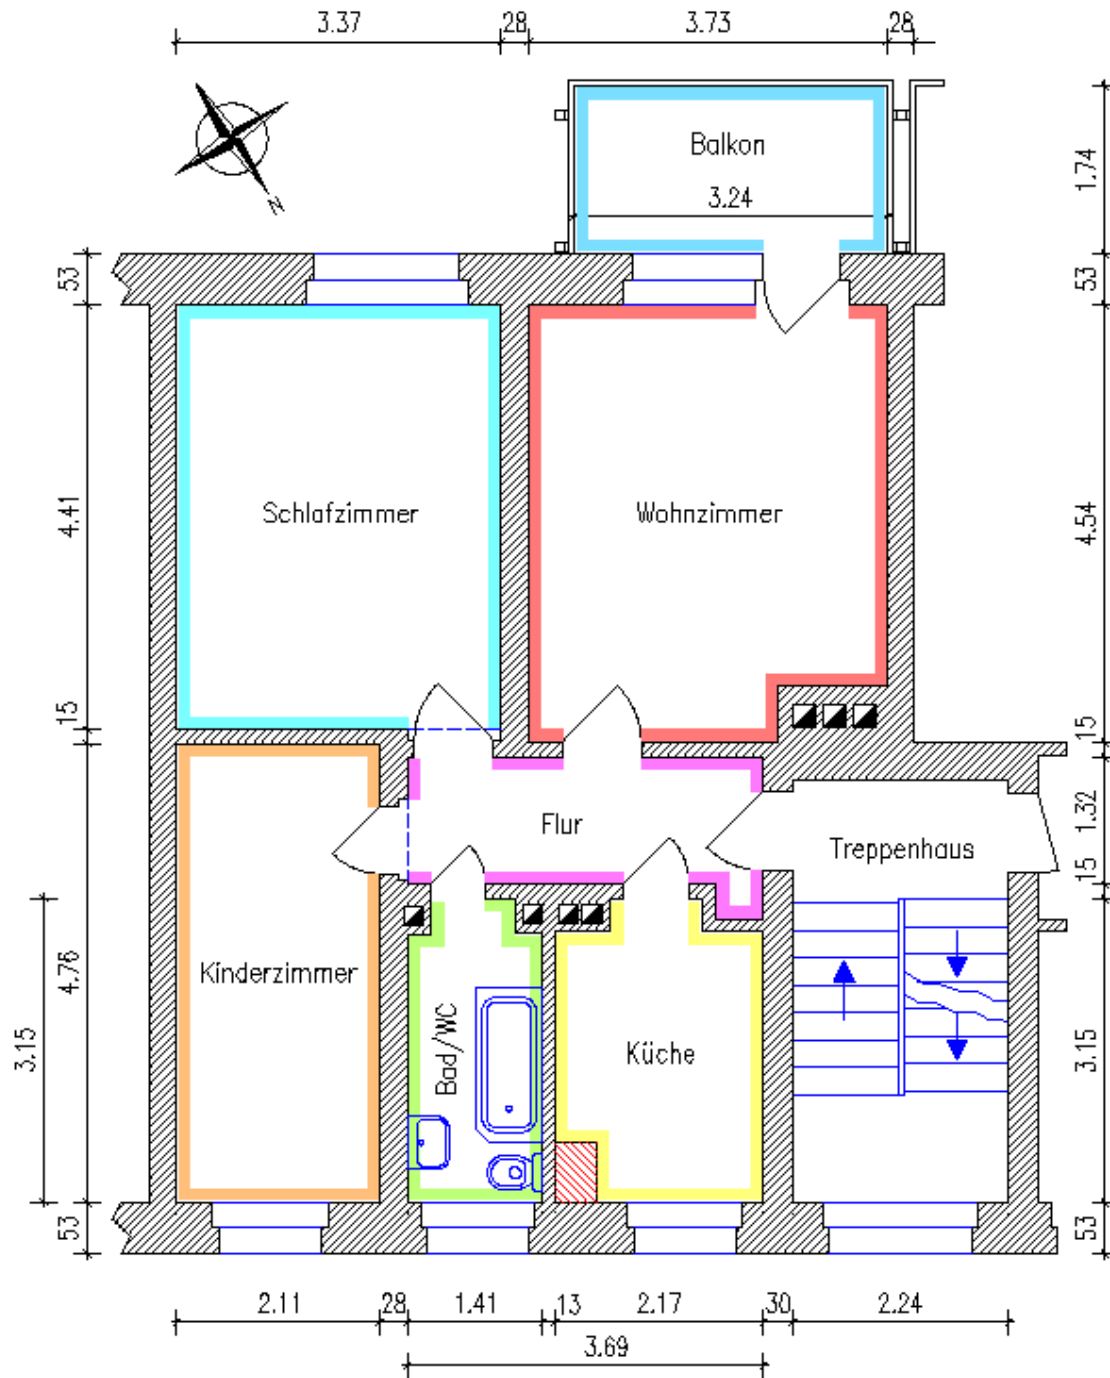 3.37 28 3.73 28
Balkon
3.24
1.74
N
53
53
4.41
4.54
Schlafzimmer
Wohnzimmer
15
15
1.32
Flur
Treppenhaus
15
4.76
3.15
Kinderzimmer
Bad/WC
Küche
3.15
53
53
2.11 28 1.41 13 2.17 30 2.24
3.69